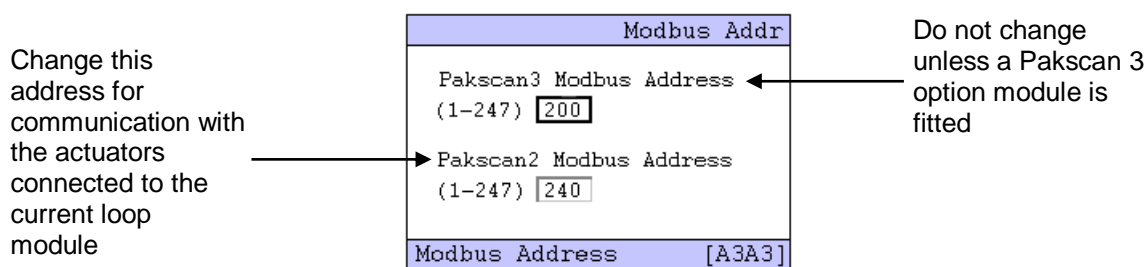 Change this
address for
communication with
the actuators
connected to the
current loop
module
Modbus Addr
Pakscan3 Modbus Address
(1-247) 200
Pakscan2 Modbus Address
(1-247) 240
Modbus Address [A3A3]
Do not change
unless a Pakscan 3
option module is
fitted